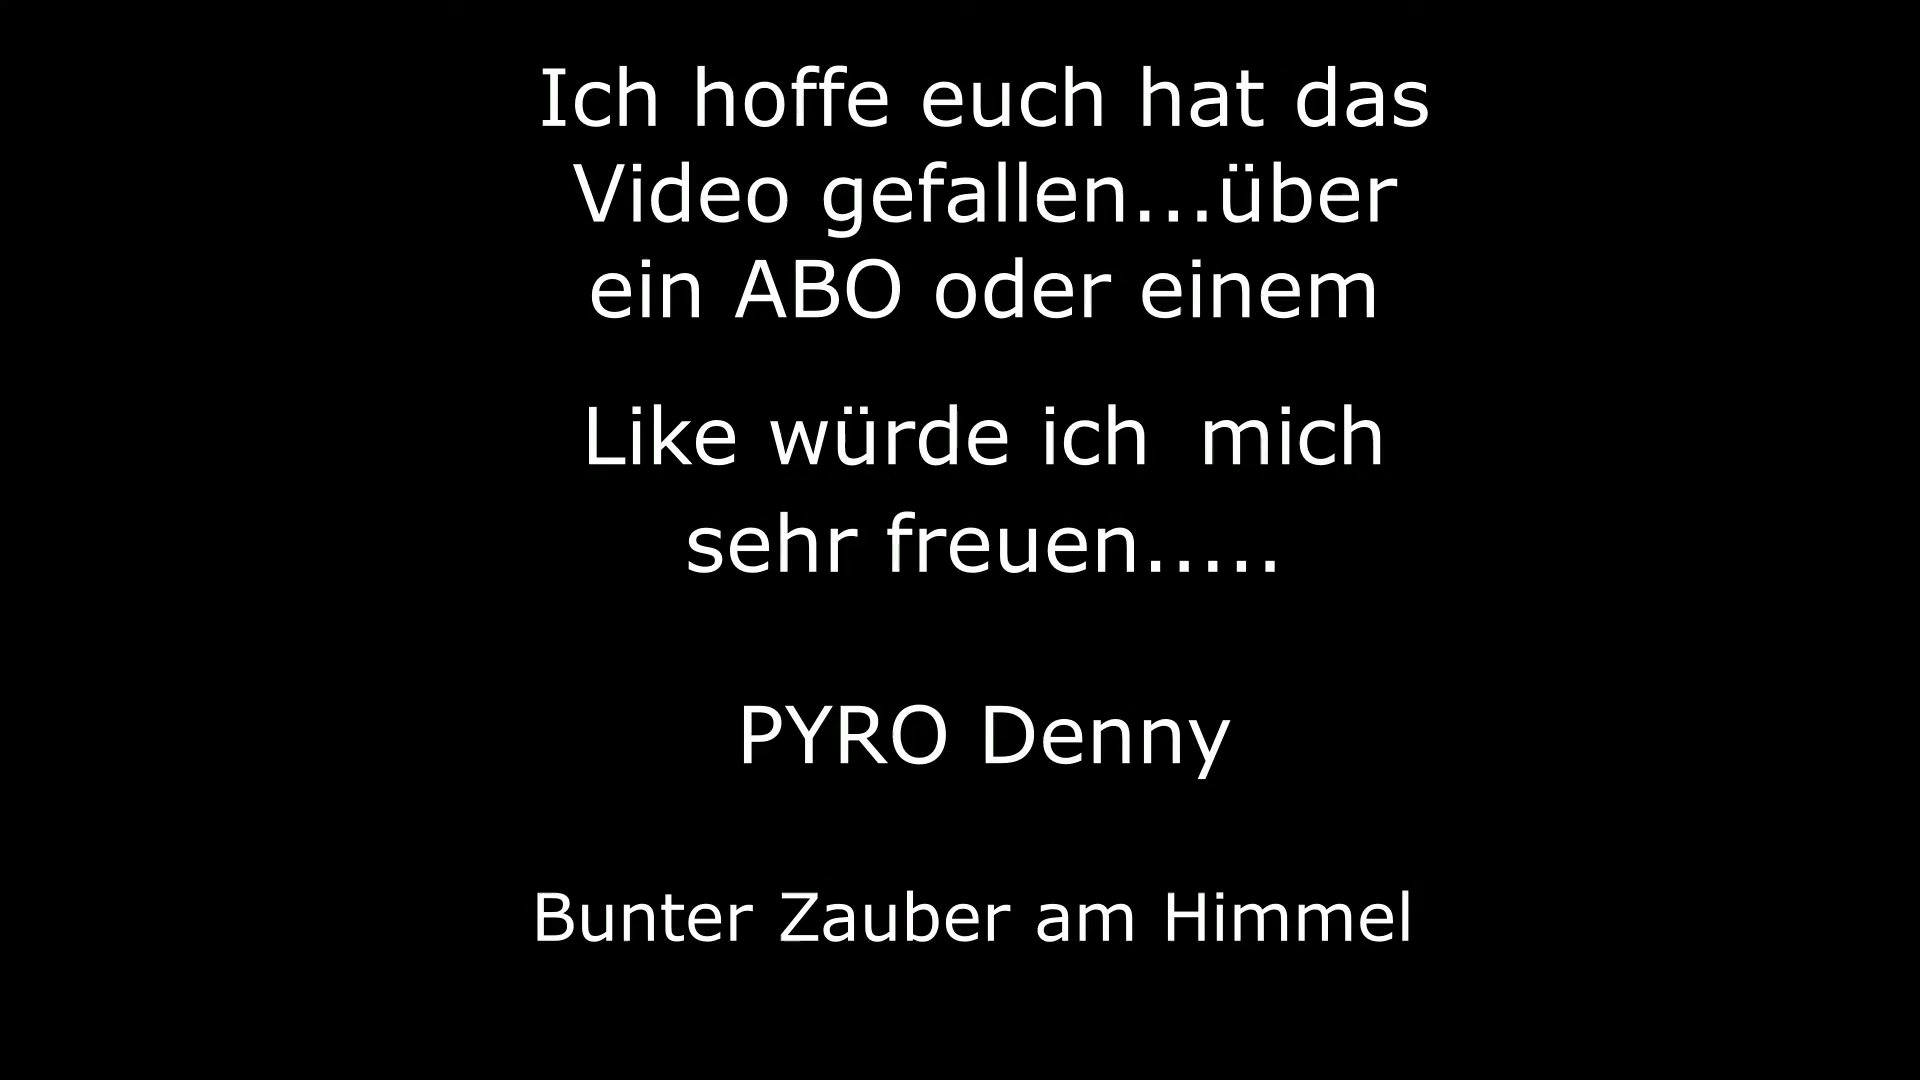 Ich hoffe euch hat das
Video gefallen...über
ein ABO oder einem
Like würde ich  mich
sehr freuen.....
PYRO Denny
Bunter Zauber am Himmel